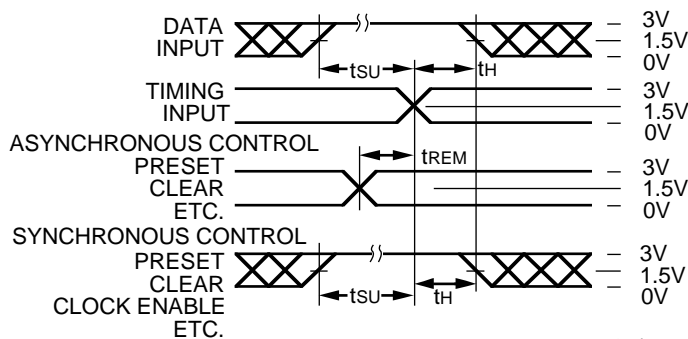 DATA
INPUT
3V
1.5V
0V
tSU
tH
TIMING
INPUT
3V
1.5V
0V
ASYNCHRONOUS CONTROL
tREM
PRESET
CLEAR
ETC.
3V
1.5V
0V
SYNCHRONOUS CONTROL
PRESET
CLEAR
CLOCK ENABLE
ETC.
3V
1.5V
0V
tSU
tH